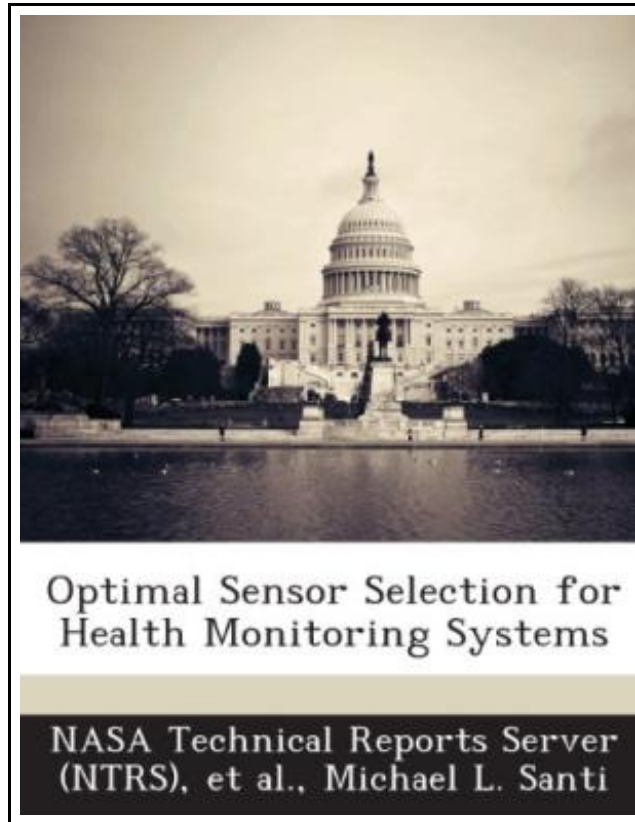 Optimal Sensor Selection for
Health Monitoring Systems
NASA Technical Reports Server
(NTRS), et al., Michael L. Santi